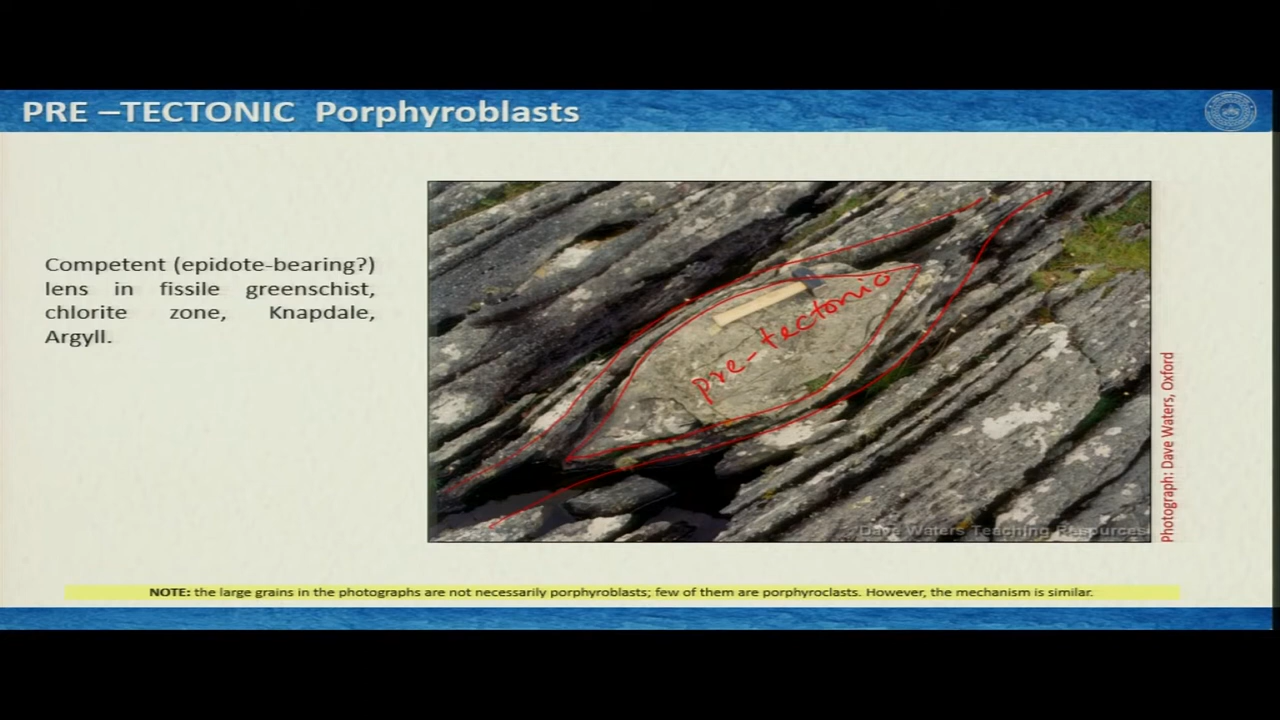 PRE –TECTONIC Porphyroblasts
Competent (epidote-bearing?)
lens in fissile greenschist,
chlorite zone, Knapdale,
Argyll.
pre-tectonic
Dave Waters Teaching Resources
Photograph: Dave Waters, Oxford
NOTE: the large grains in the photographs are not necessarily porphyroblasts; few of them are porphyroclasts. However, the mechanism is similar.